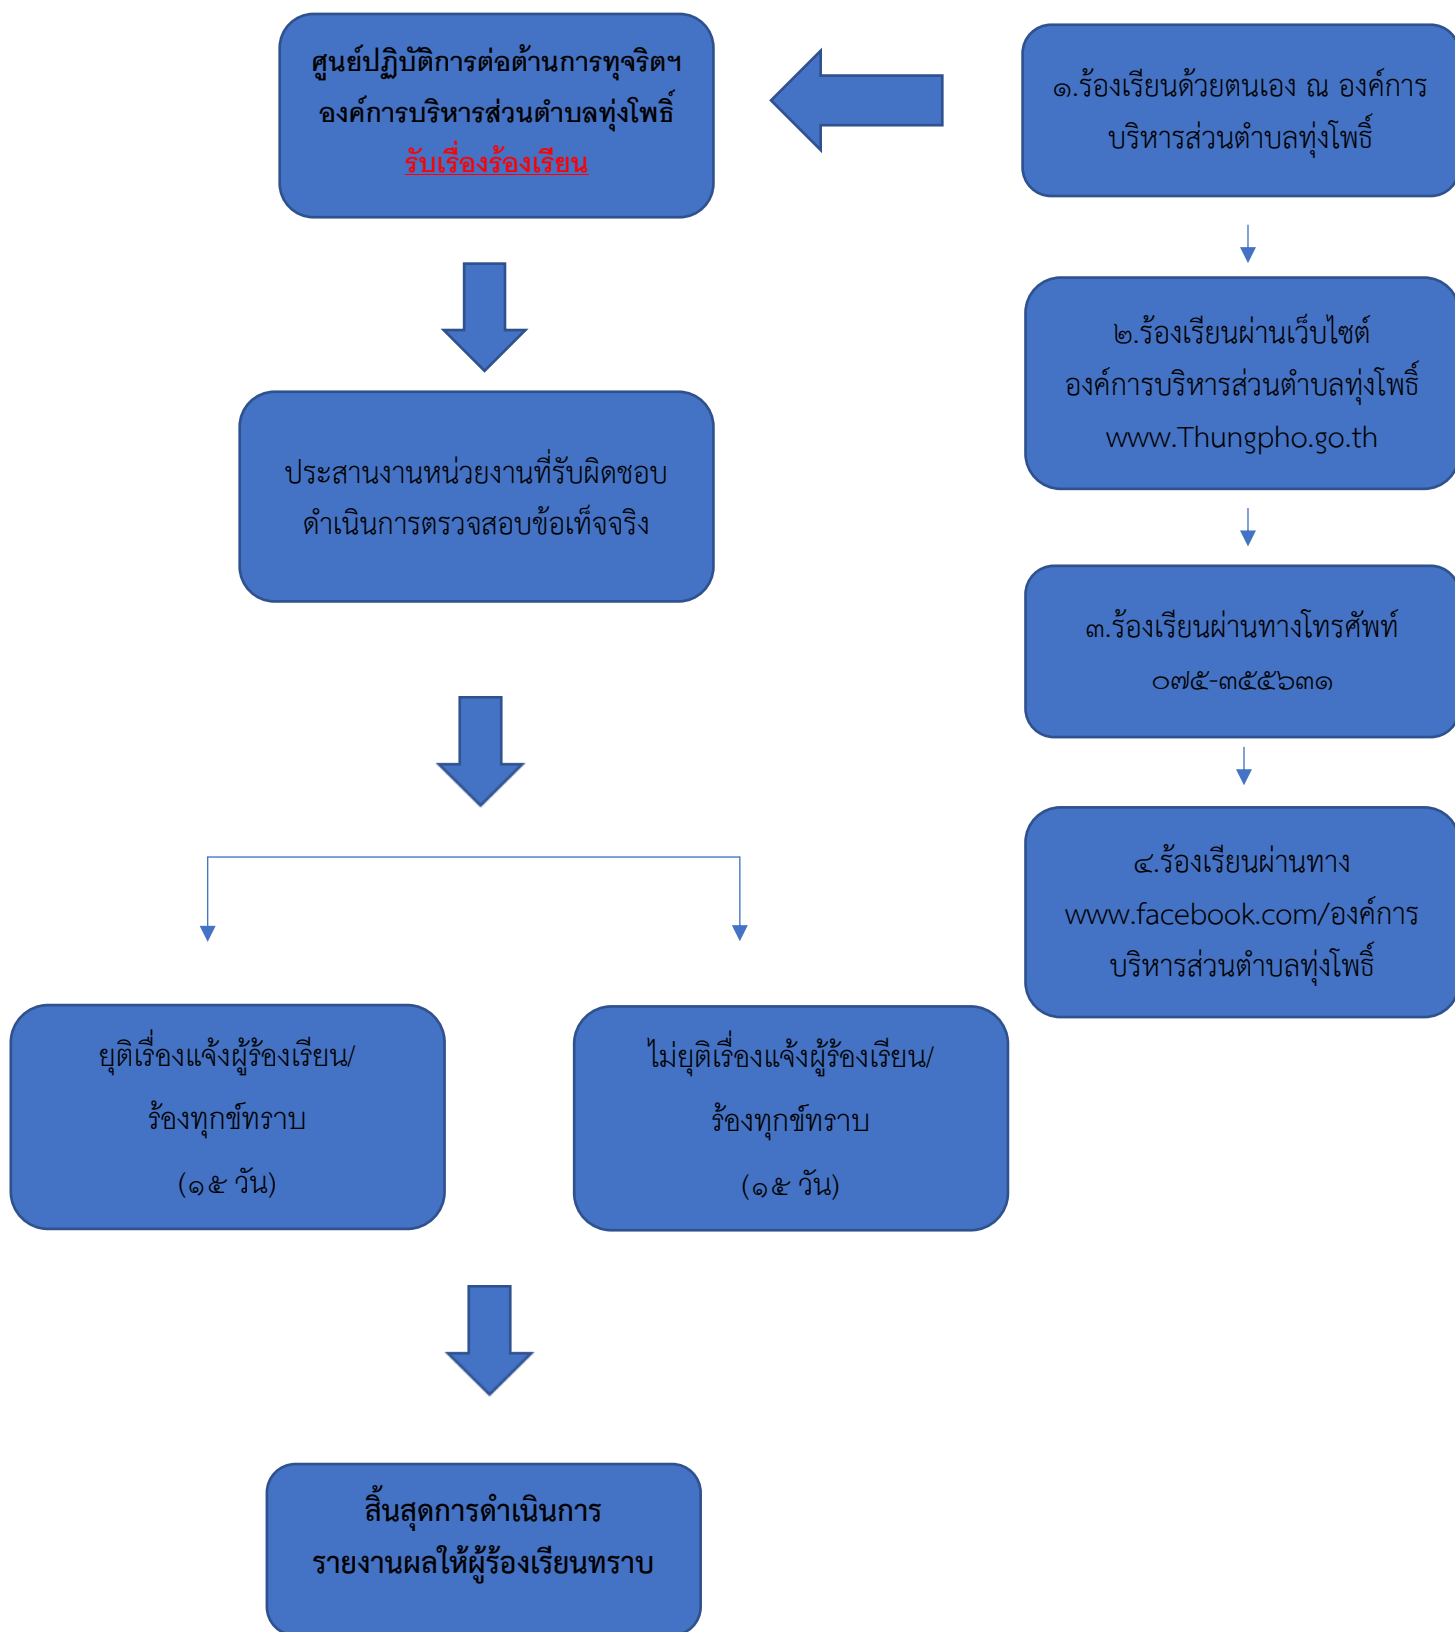 ศูนย์ปฏิบัติการต่อต้านการทุจริตฯ
องค์การบริหารส่วนตำบลทุ่งโพธิ์
รับเรื่องร้องเรียน
๑.ร้องเรียนด้วยตนเอง ณ องค์การ
บริหารส่วนตำบลทุ่งโพธิ์
๒.ร้องเรียนผ่านเว็บไซต์
องค์การบริหารส่วนตำบลทุ่งโพธิ์
www.Thungpho.go.th
ประสานงานหน่วยงานที่รับผิดชอบ
ดำเนินการตรวจสอบข้อเท็จจริง
๓.ร้องเรียนผ่านทางโทรศัพท์
๐๗๕-๓๕๕๖๓๑
๔.ร้องเรียนผ่านทาง
www.facebook.com/องค์การ
บริหารส่วนตำบลทุ่งโพธิ์
ยุติเรื่องแจ้งผู้ร้องเรียน/
ร้องทุกข์ทราบ
(๑๕ วัน)
ไม่ยุติเรื่องแจ้งผู้ร้องเรียน/
ร้องทุกข์ทราบ
(๑๕ วัน)
สิ้นสุดการดำเนินการ
รายงานผลให้ผู้ร้องเรียนทราบ